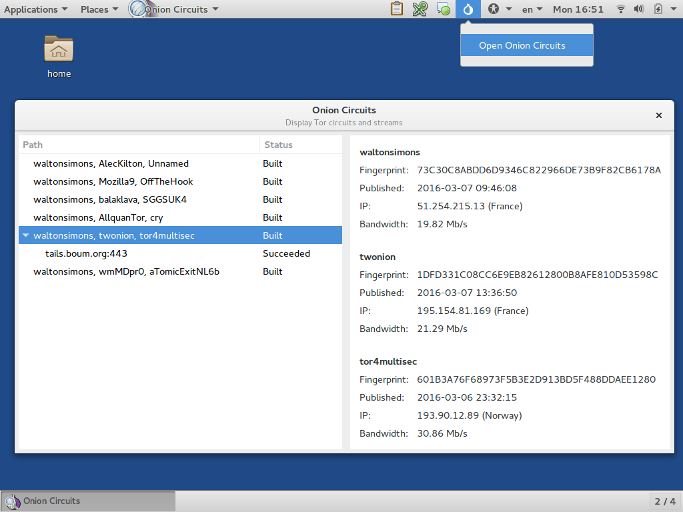 Applications Places Onion Circuits en Mon 16:51
Open Onion Circuits
home
Onion Circuits
Display Tor circuits and streams
Path Status
waltonsimons, AlecKilton, Unnamed Built
waltonsimons, Mozilla9, OffTheHook Built
waltonsimons, balaklava, SGGSUK4 Built
waltonsimons, AllquanTor, cry Built
waltonsimons, twonion, tor4multisec Built
tails.boum.org:443 Succeeded
waltonsimons, wmMDpr0, aTomicExitNL6b Built
waltonsimons
Fingerprint: 73C30C8ABDD6D9346C822966DE73B9F82CB6178A
Published: 2016-03-07 09:46:08
IP: 51.254.215.13 (France)
Bandwidth: 19.82 Mb/s
twonion
Fingerprint: 1DFD331C08CC6E9EB82612800B8AFE810D53598C
Published: 2016-03-07 13:36:50
IP: 195.154.81.169 (France)
Bandwidth: 21.29 Mb/s
tor4multisec
Fingerprint: 601B3A76F68973F5B3E2D913BD5F488DDAEE1280
Published: 2016-03-06 23:32:15
IP: 193.90.12.89 (Norway)
Bandwidth: 30.86 Mb/s
Onion Circuits 2 / 4